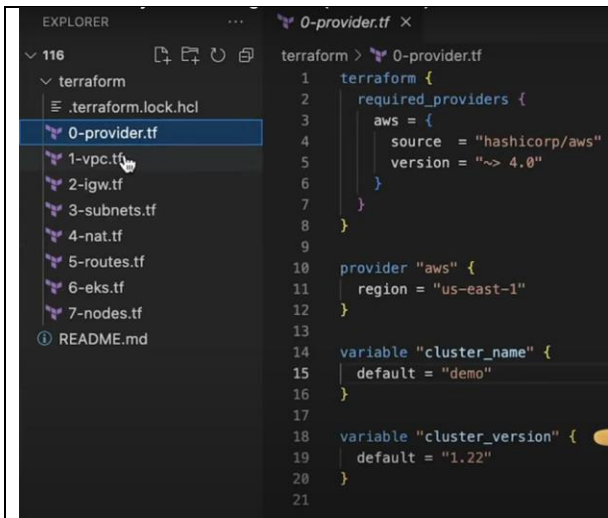 EXPLORER
116
terraform
.terraform.lock.hcl
0-provider.tf
1-vpc.tf
2-igw.tf
3-subnets.tf
4-nat.tf
5-routes.tf
6-eks.tf
7-nodes.tf
README.md
0-provider.tf
terraform > 0-provider.tf
1 terraform {
2   required_providers {
3     aws = {
4       source  = "hashicorp/aws"
5       version = "~> 4.0"
6     }
7   }
8 }
9
10 provider "aws" {
11   region = "us-east-1"
12 }
13
14 variable "cluster_name" {
15   default = "demo"
16 }
17
18 variable "cluster_version" {
19   default = "1.22"
20 }
21